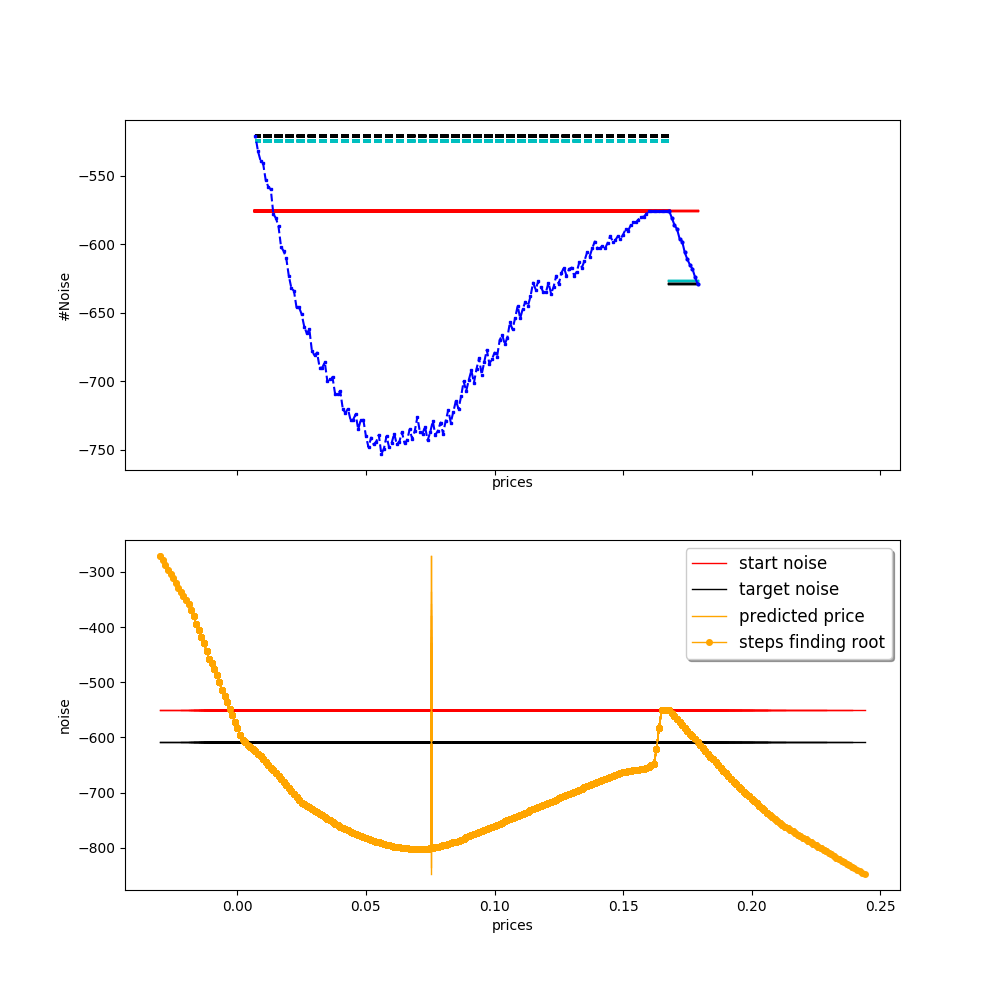 −550
−600
−650
−700
−750
#Noise
prices
−300
−400
−500
−600
−700
−800
noise
start noise
target noise
predicted price
steps finding root
0.00
0.05
0.10
0.15
0.20
0.25
prices